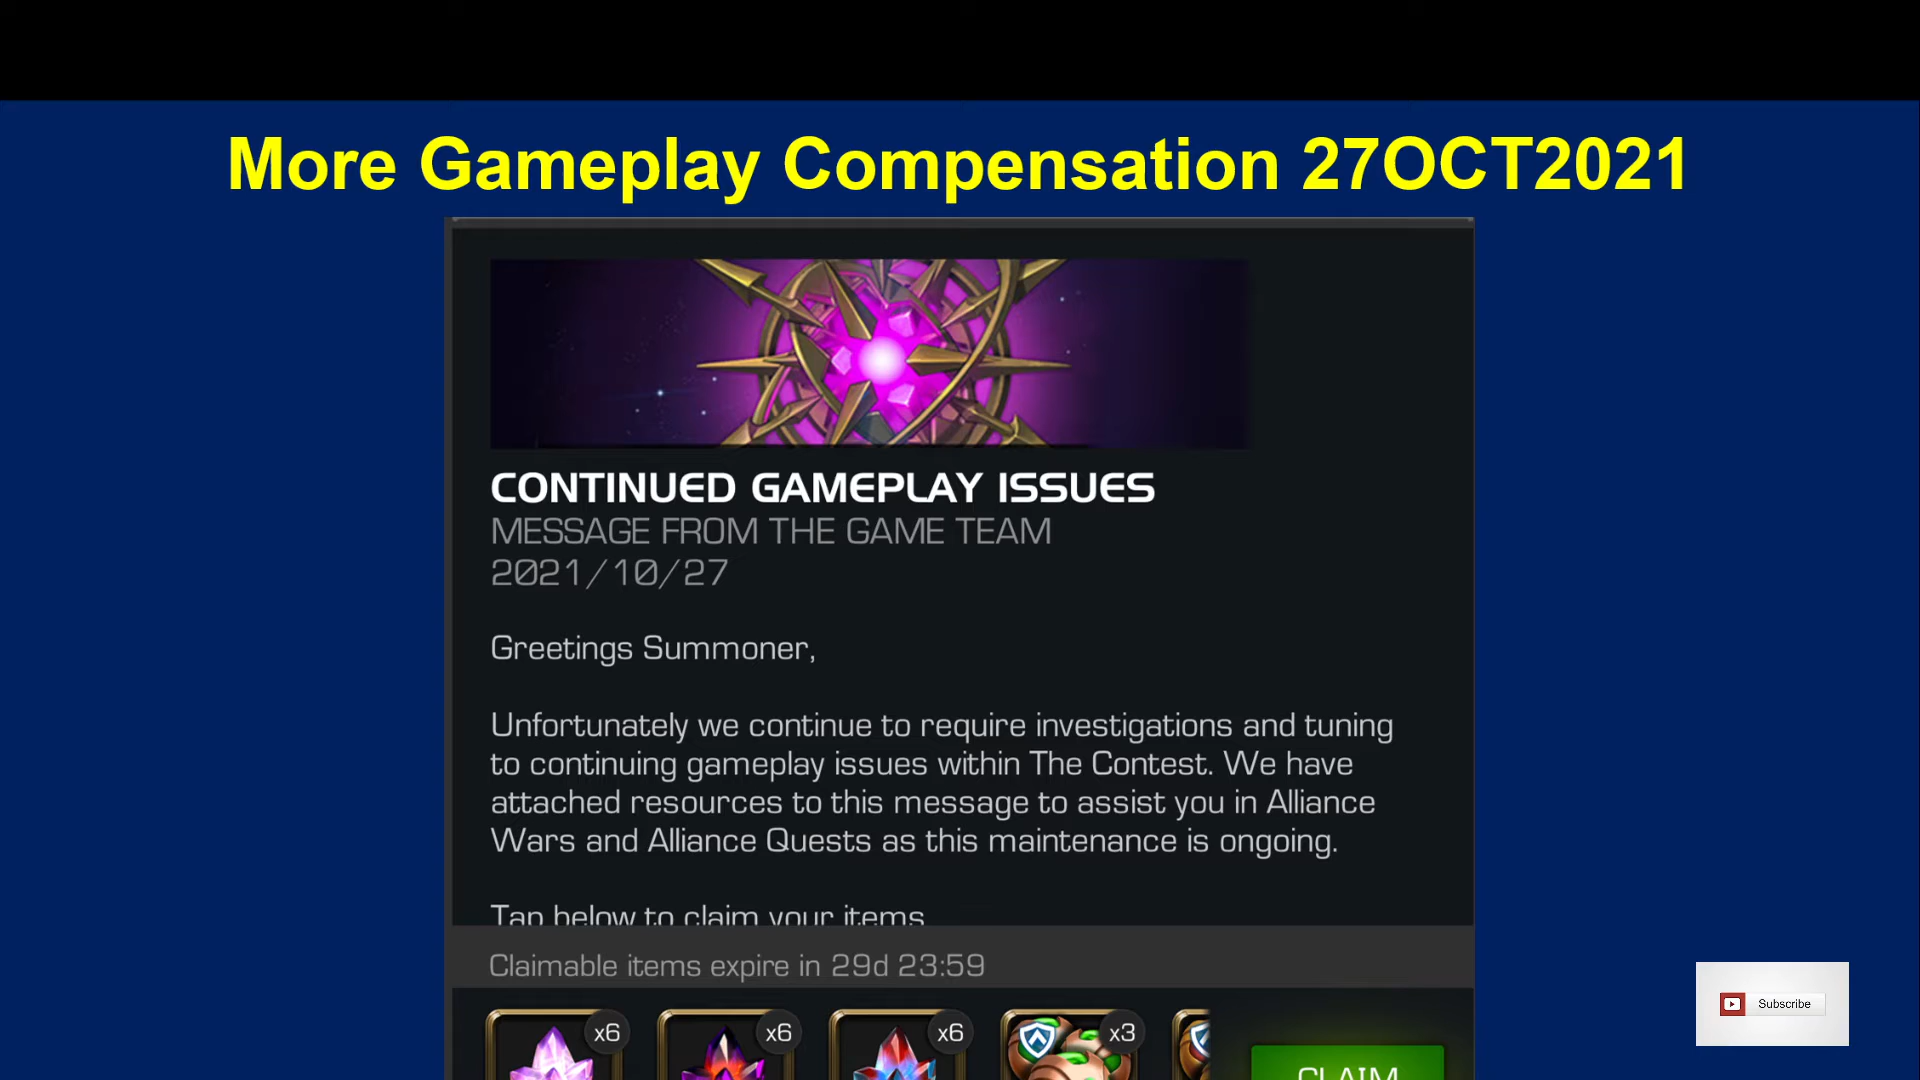 More Gameplay Compensation 27OCT2021
CONTINUED GAMEPLAY ISSUES
MESSAGE FROM THE GAME TEAM
2021/10/27
Greetings Summoner,
Unfortunately we continue to require investigations and tuning
to continuing gameplay issues within The Contest. We have
attached resources to this message to assist you in Alliance
Wars and Alliance Quests as this maintenance is ongoing.
Tap below to claim your items
Claimable items expire in 29d 23:59
x6 x6 x6 x3
CLAIM
Subscribe